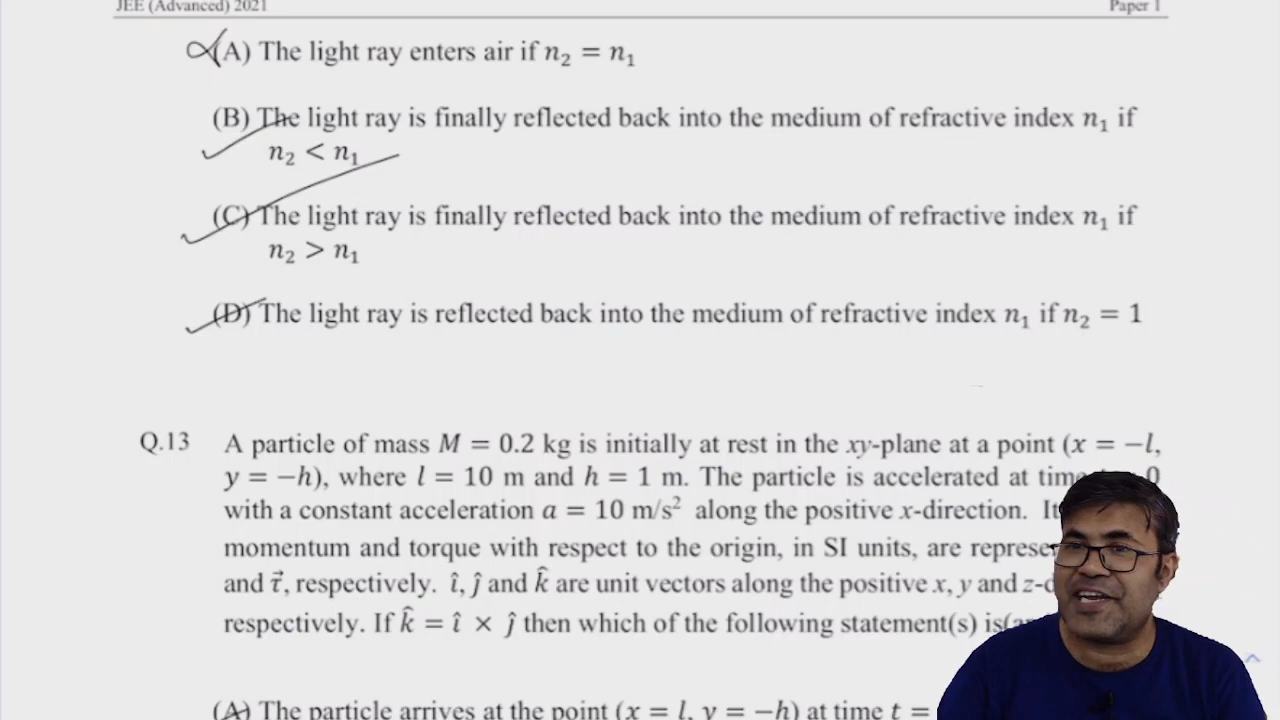 JEE (Advanced) 2021 Paper 1
(A) The light ray enters air if n₂ = n₁
(B) The light ray is finally reflected back into the medium of refractive index n₁ if
n₂ < n₁
(C) The light ray is finally reflected back into the medium of refractive index n₁ if
n₂ > n₁
(D) The light ray is reflected back into the medium of refractive index n₁ if n₂ = 1
Q.13 A particle of mass M = 0.2 kg is initially at rest in the xy-plane at a point (x = −l,
y = −h), where l = 10 m and h = 1 m. The particle is accelerated at time 0
with a constant acceleration a = 10 m/s² along the positive x-direction.
momentum and torque with respect to the origin, in SI units, are
and τ⃗, respectively. î, ĵ and k̂ are unit vectors along the positive x, y and
respectively. If k̂ = î × ĵ then which of the following statement(s)
(A) The particle arrives at the point (x = l, y = −h) at time t =